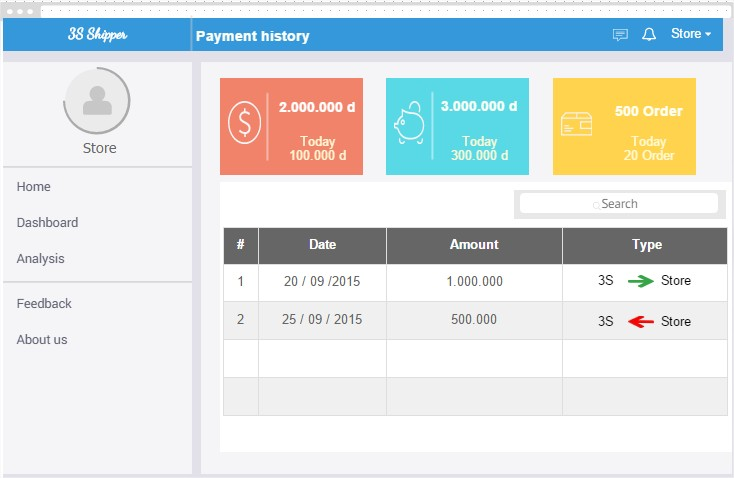 3S Shipper
Payment history
Store
Store
Home
Dashboard
Analysis
Feedback
About us
2.000.000 d
Today
100.000 d
3.000.000 d
Today
300.000 d
500 Order
Today
20 Order
Search
# Date Amount Type
1 20 / 09 /2015 1.000.000 3S Store
2 25 / 09 / 2015 500.000 3S Store